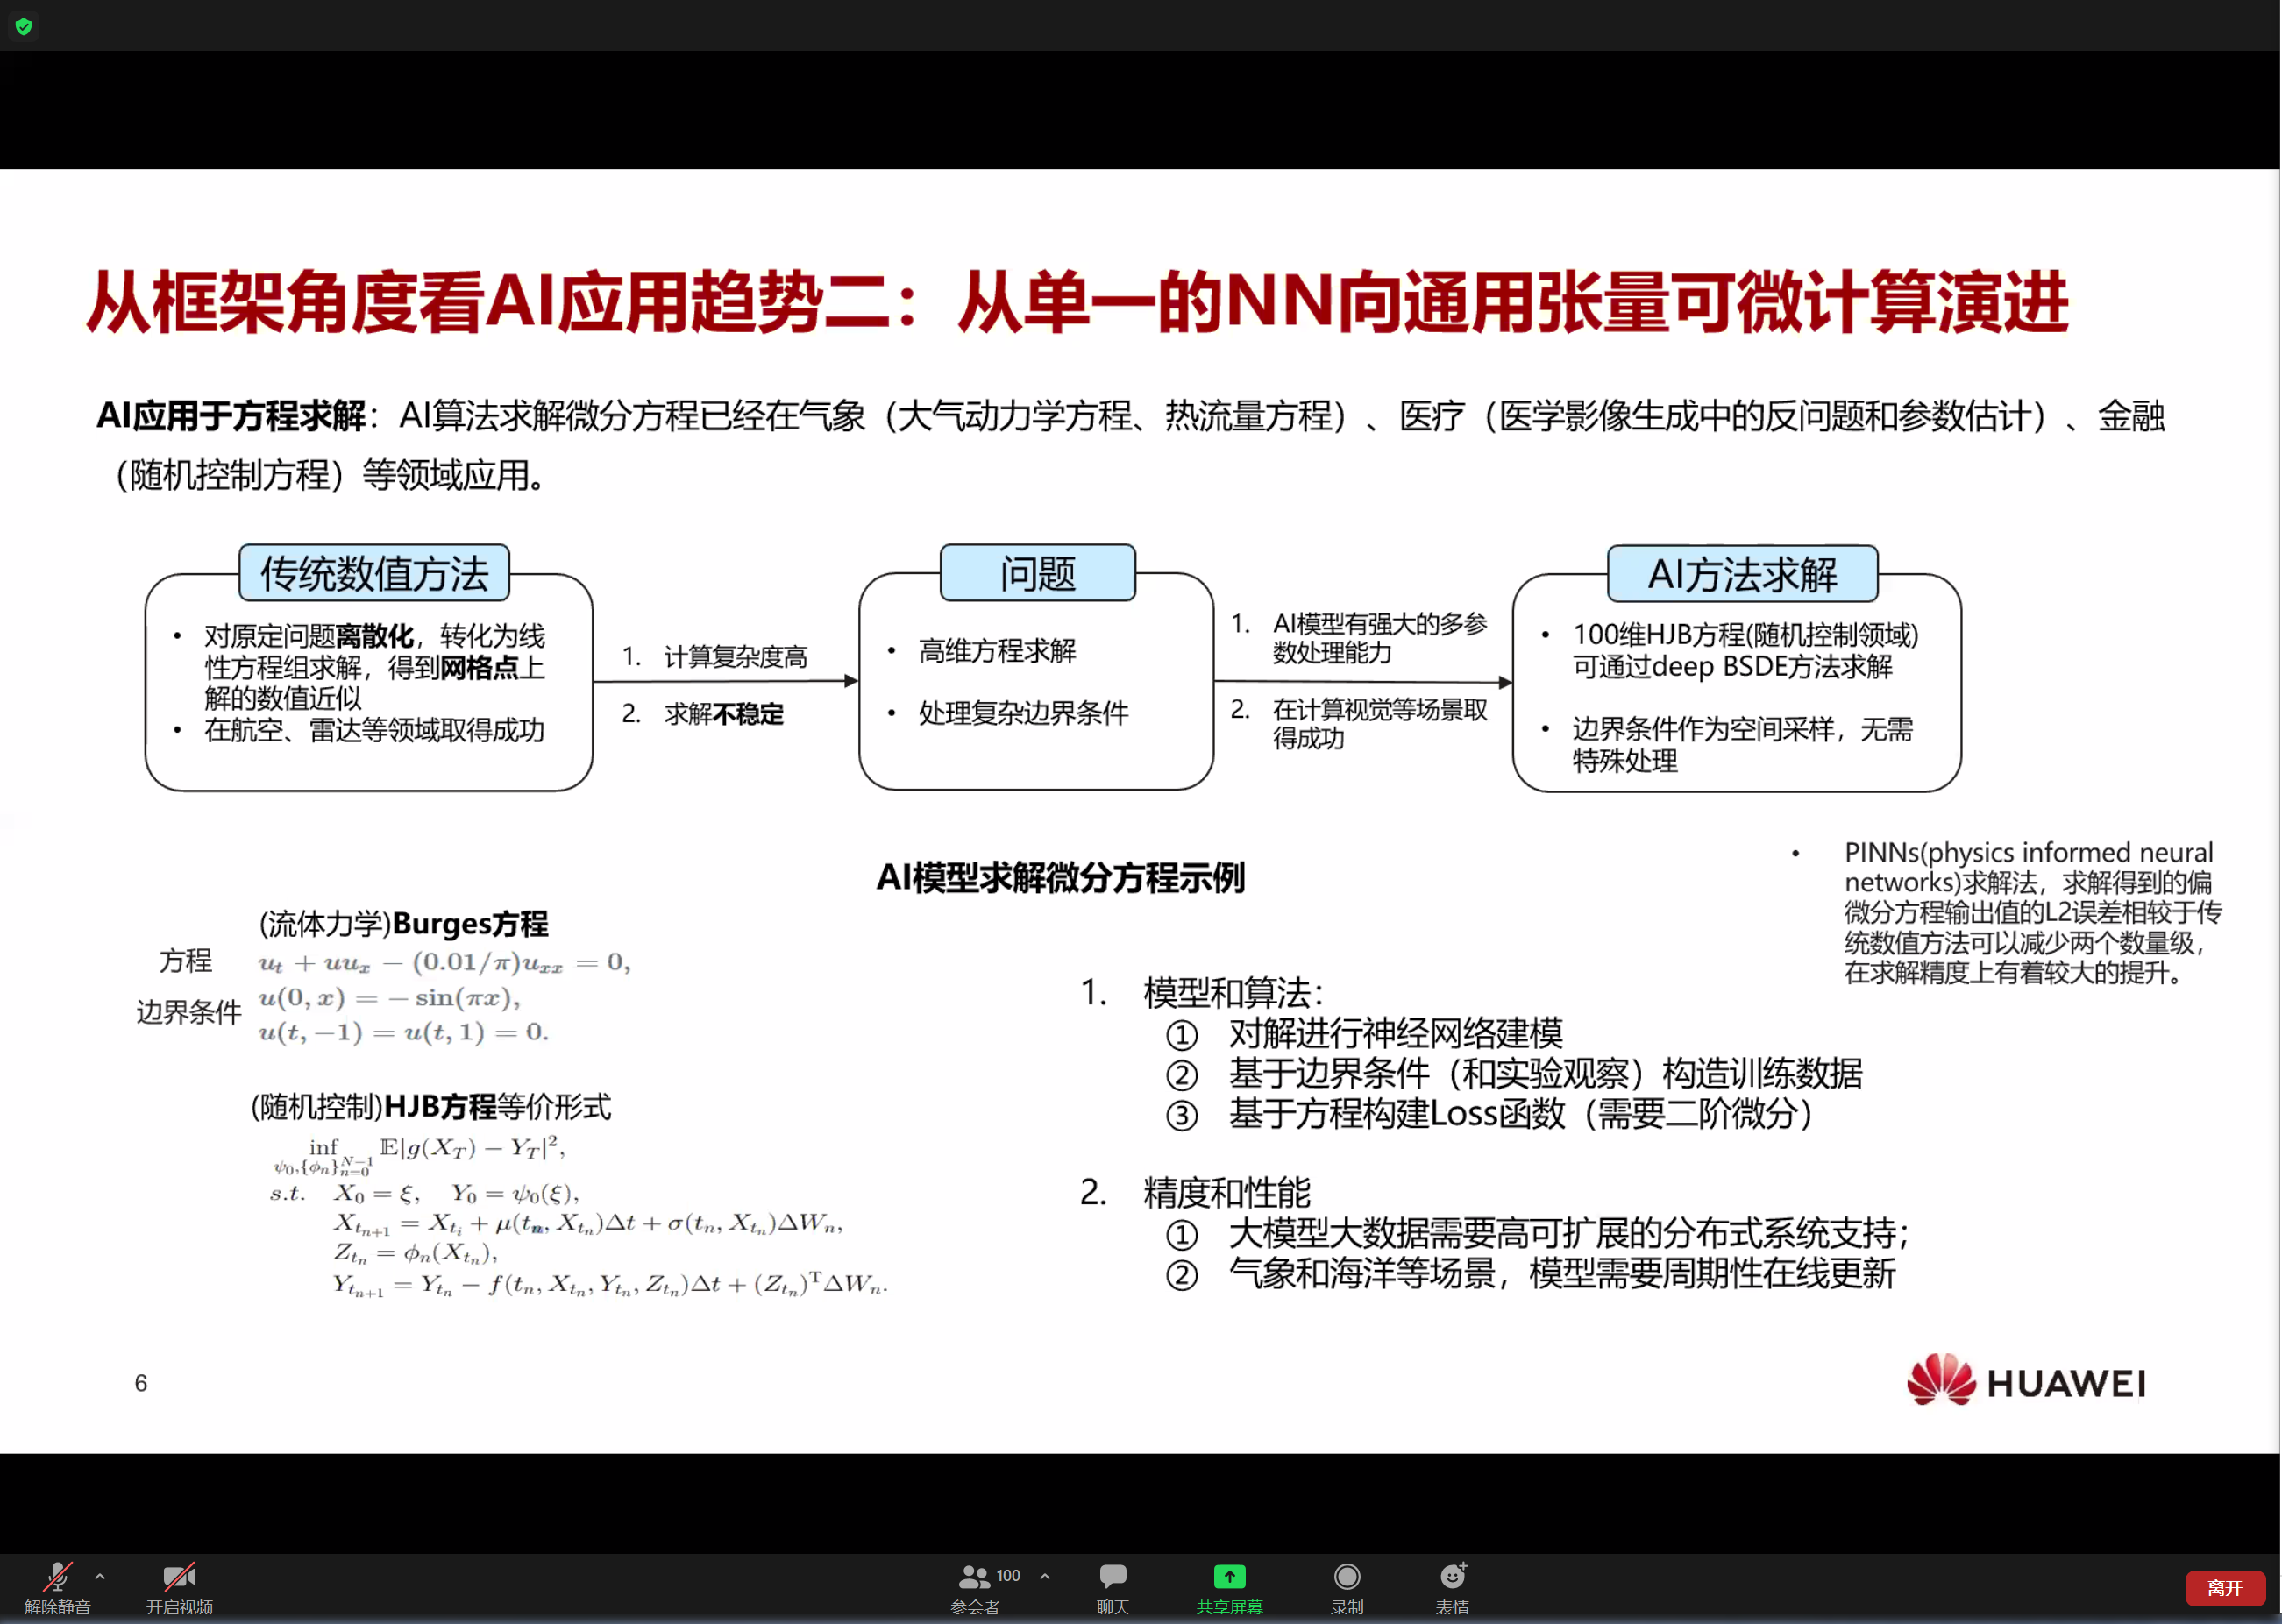 从框架角度看AI应用趋势二：从单一的NN向通用张量可微计算演进
AI应用于方程求解：AI算法求解微分方程已经在气象（大气动力学方程、热流量方程）、医疗（医学影像生成中的反问题和参数估计）、金融
（随机控制方程）等领域应用。
传统数值方法
• 对原定问题离散化，转化为线
性方程组求解，得到网格点上
解的数值近似
• 在航空、雷达等领域取得成功
1. 计算复杂度高
2. 求解不稳定
问题
• 高维方程求解
• 处理复杂边界条件
1. AI模型有强大的多参
数处理能力
2. 在计算视觉等场景取
得成功
AI方法求解
• 100维HJB方程(随机控制领域)
可通过deep BSDE方法求解
• 边界条件作为空间采样，无需
特殊处理
AI模型求解微分方程示例
• PINNs(physics informed neural
networks)求解法，求解得到的偏
微分方程输出值的L2误差相较于传
统数值方法可以减少两个数量级，
在求解精度上有着较大的提升。
(流体力学)Burges方程
方程 u_t + uu_x − (0.01/π)u_xx = 0,
边界条件 u(0, x) = − sin(πx),
u(t, −1) = u(t, 1) = 0.
(随机控制)HJB方程等价形式
inf_{ψ_0,{ϕ_n}_{n=0}^{N−1}} 𝔼|g(X_T) − Y_T|²,
s.t. X_0 = ξ, Y_0 = ψ_0(ξ),
X_{t_{n+1}} = X_{t_i} + μ(t_n, X_{t_n})Δt + σ(t_n, X_{t_n})ΔW_n,
Z_{t_n} = ϕ_n(X_{t_n}),
Y_{t_{n+1}} = Y_{t_n} − f(t_n, X_{t_n}, Y_{t_n}, Z_{t_n})Δt + (Z_{t_n})^T ΔW_n.
1. 模型和算法：
① 对解进行神经网络建模
② 基于边界条件（和实验观察）构造训练数据
③ 基于方程构建Loss函数（需要二阶微分）
2. 精度和性能
① 大模型大数据需要高可扩展的分布式系统支持；
② 气象和海洋等场景，模型需要周期性在线更新
6
HUAWEI
解除静音
开启视频
100
参会者
聊天
共享屏幕
录制
表情
离开